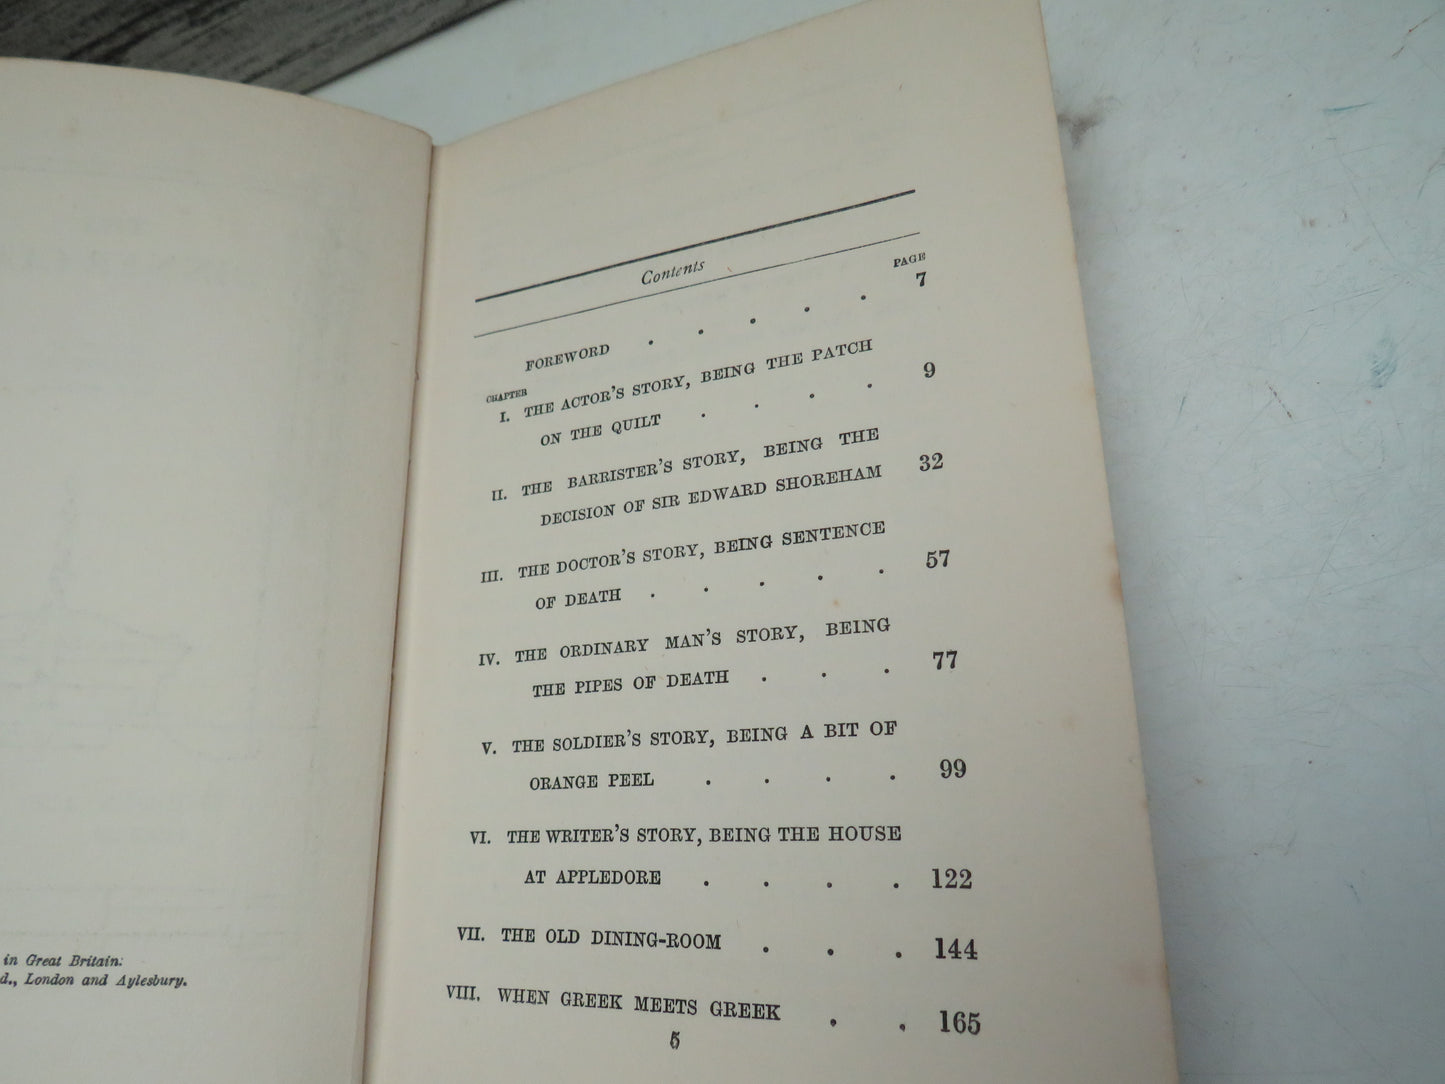 in Great Britain.
d., London and Aylesbury.
Contents
PAGE
FOREWORD . . . . . 7
CHAPTER
I. THE ACTOR'S STORY, BEING THE PATCH
ON THE QUILT . . . . 9
II. THE BARRISTER'S STORY, BEING THE
DECISION OF SIR EDWARD SHOREHAM 32
III. THE DOCTOR'S STORY, BEING SENTENCE
OF DEATH . . . . . 57
IV. THE ORDINARY MAN'S STORY, BEING
THE PIPES OF DEATH . . . 77
V. THE SOLDIER'S STORY, BEING A BIT OF
ORANGE PEEL . . . . 99
VI. THE WRITER'S STORY, BEING THE HOUSE
AT APPLEDORE . . . . 122
VII. THE OLD DINING-ROOM . . . 144
VIII. WHEN GREEK MEETS GREEK . . 165
5